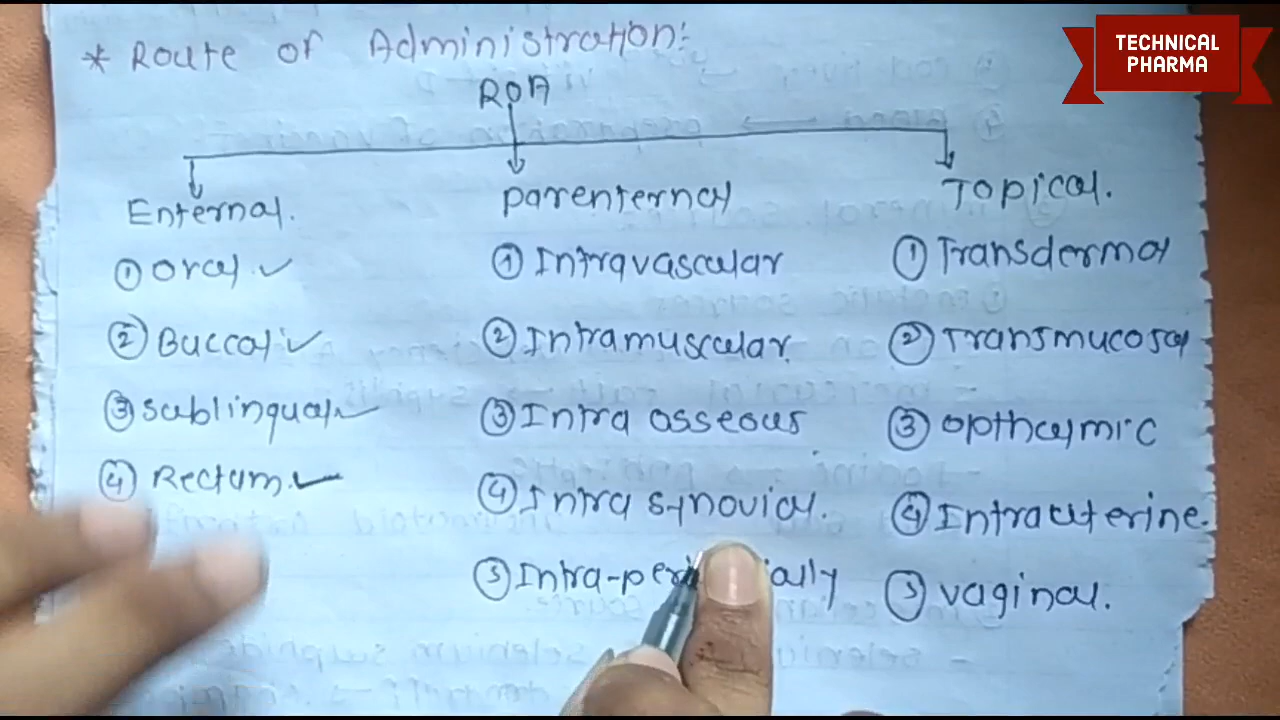 * Route of Administration:
ROA
Enternal.
① Oral ✓
② Buccal ✓
③ Sublingual ✓
④ Rectum ✓
Parenternal
① Intravascular
② Intramuscular
③ Intra osseous
④ Intra synovial.
⑤
Topical.
① Transdermal
② Transmucosal
③ opthalmic
④ Intrauterine.
⑤ vaginal.
TECHNICAL
PHARMA